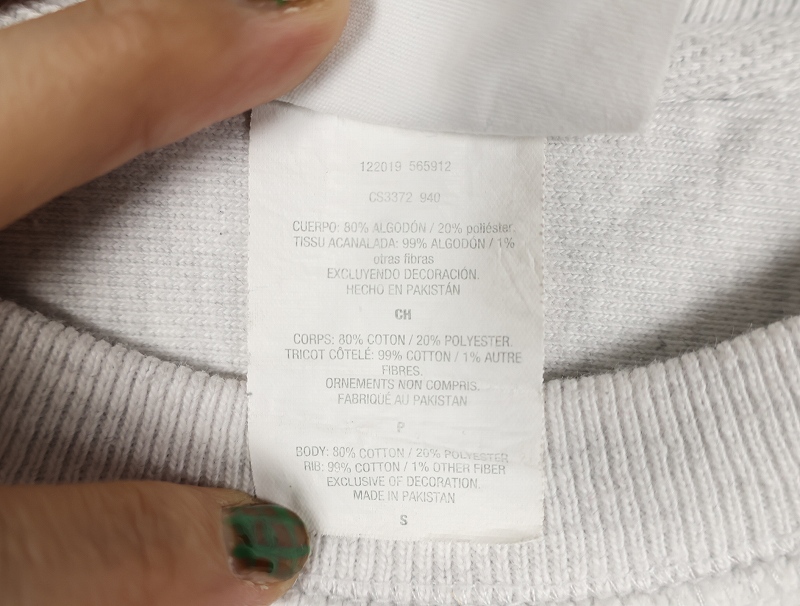 122019 565912
CS3372 940
CUERPO: 80% ALGODÓN / 20% poliéster.
TISSU ACANALADA: 99% ALGODÓN / 1%
otras fibras
EXCLUYENDO DECORACIÓN.
HECHO EN PAKISTÁN
CH
CORPS: 80% COTON / 20% POLYESTER.
TRICOT CÔTELÉ: 99% COTTON / 1% AUTRE
FIBRES.
ORNEMENTS NON COMPRIS.
FABRIQUÉ AU PAKISTAN
P
BODY: 80% COTTON / 20% POLYESTER
RIB: 99% COTTON / 1% OTHER FIBER
EXCLUSIVE OF DECORATION.
MADE IN PAKISTAN
S